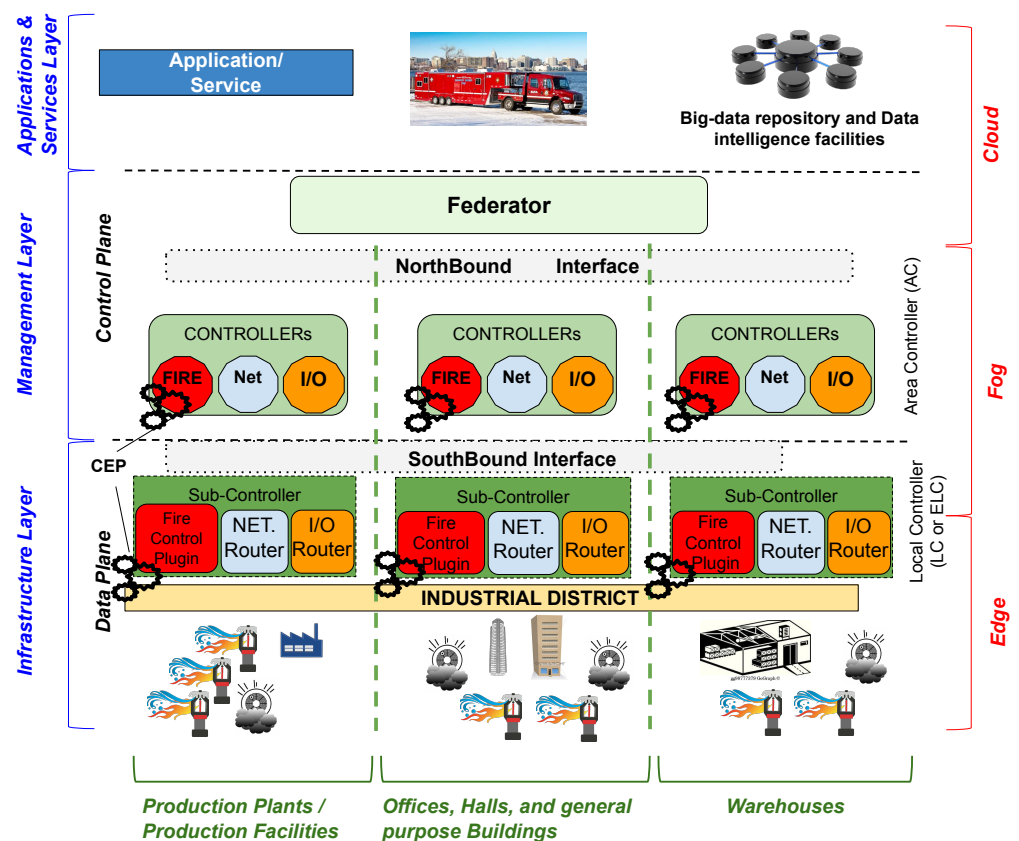 Applications &
Services Layer
Application/
Service
Big-data repository and Data
intelligence facilities
Cloud
Management Layer
Control Plane
Federator
NorthBound Interface
Area Controller (AC)
Fog
CONTROLLERs
FIRE
Net
I/O
CONTROLLERs
FIRE
Net
I/O
CONTROLLERs
FIRE
Net
I/O
CEP
SouthBound Interface
Infrastructure Layer
Data Plane
Sub-Controller
Fire
Control
Plugin
NET.
Router
I/O
Router
Sub-Controller
Fire
Control
Plugin
NET.
Router
I/O
Router
Sub-Controller
Fire
Control
Plugin
NET.
Router
I/O
Router
Local Controller
(LC or ELC)
Edge
INDUSTRIAL DISTRICT
Production Plants /
Production Facilities
Offices, Halls, and general
purpose Buildings
Warehouses